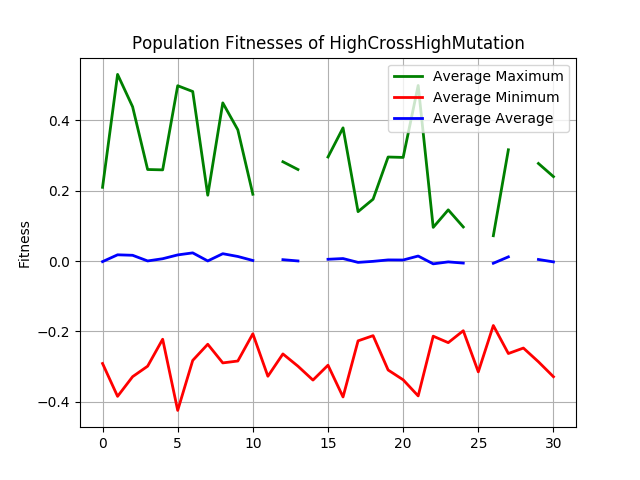 Population Fitnesses of HighCrossHighMutation
Average Maximum
Average Minimum
Average Average
Fitness
0.4
0.2
0.0
−0.2
−0.4
0 5 10 15 20 25 30